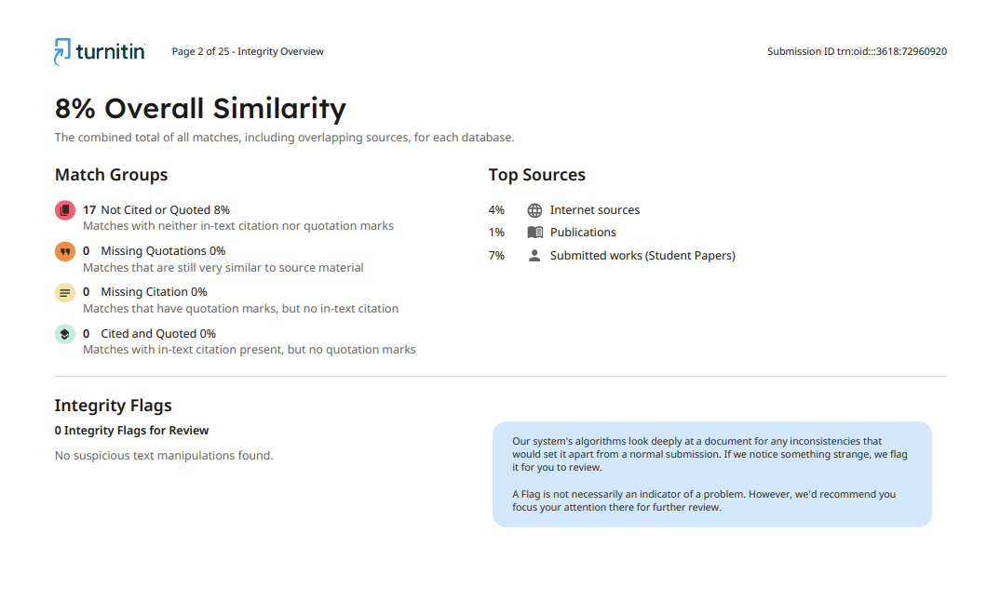 turnitin
Page 2 of 25 - Integrity Overview
Submission ID trn:oid:::3618:72960920
8% Overall Similarity
The combined total of all matches, including overlapping sources, for each database.
Match Groups
17 Not Cited or Quoted 8%
Matches with neither in-text citation nor quotation marks
0 Missing Quotations 0%
Matches that are still very similar to source material
0 Missing Citation 0%
Matches that have quotation marks, but no in-text citation
0 Cited and Quoted 0%
Matches with in-text citation present, but no quotation marks
Top Sources
4% Internet sources
1% Publications
7% Submitted works (Student Papers)
Integrity Flags
0 Integrity Flags for Review
No suspicious text manipulations found.
Our system's algorithms look deeply at a document for any inconsistencies that
would set it apart from a normal submission. If we notice something strange, we flag
it for you to review.
A Flag is not necessarily an indicator of a problem. However, we'd recommend you
focus your attention there for further review.